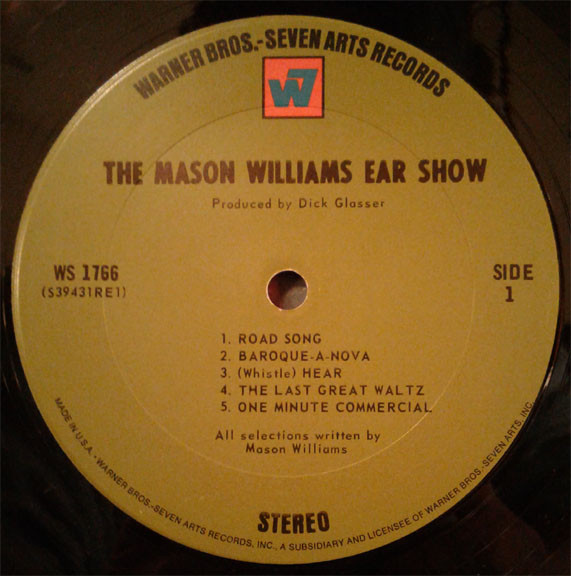 WARNER BROS.-SEVEN ARTS RECORDS
W7
THE MASON WILLIAMS EAR SHOW
Produced by Dick Glasser
WS 1766
(S39431RE1)
SIDE
1
1. ROAD SONG
2. BAROQUE-A-NOVA
3. (Whistle) HEAR
4. THE LAST GREAT WALTZ
5. ONE MINUTE COMMERCIAL
All selections written by
Mason Williams
STEREO
MADE IN U.S.A. - WARNER BROS.-SEVEN ARTS RECORDS, INC., A SUBSIDIARY AND LICENSEE OF WARNER BROS.-SEVEN ARTS, INC.